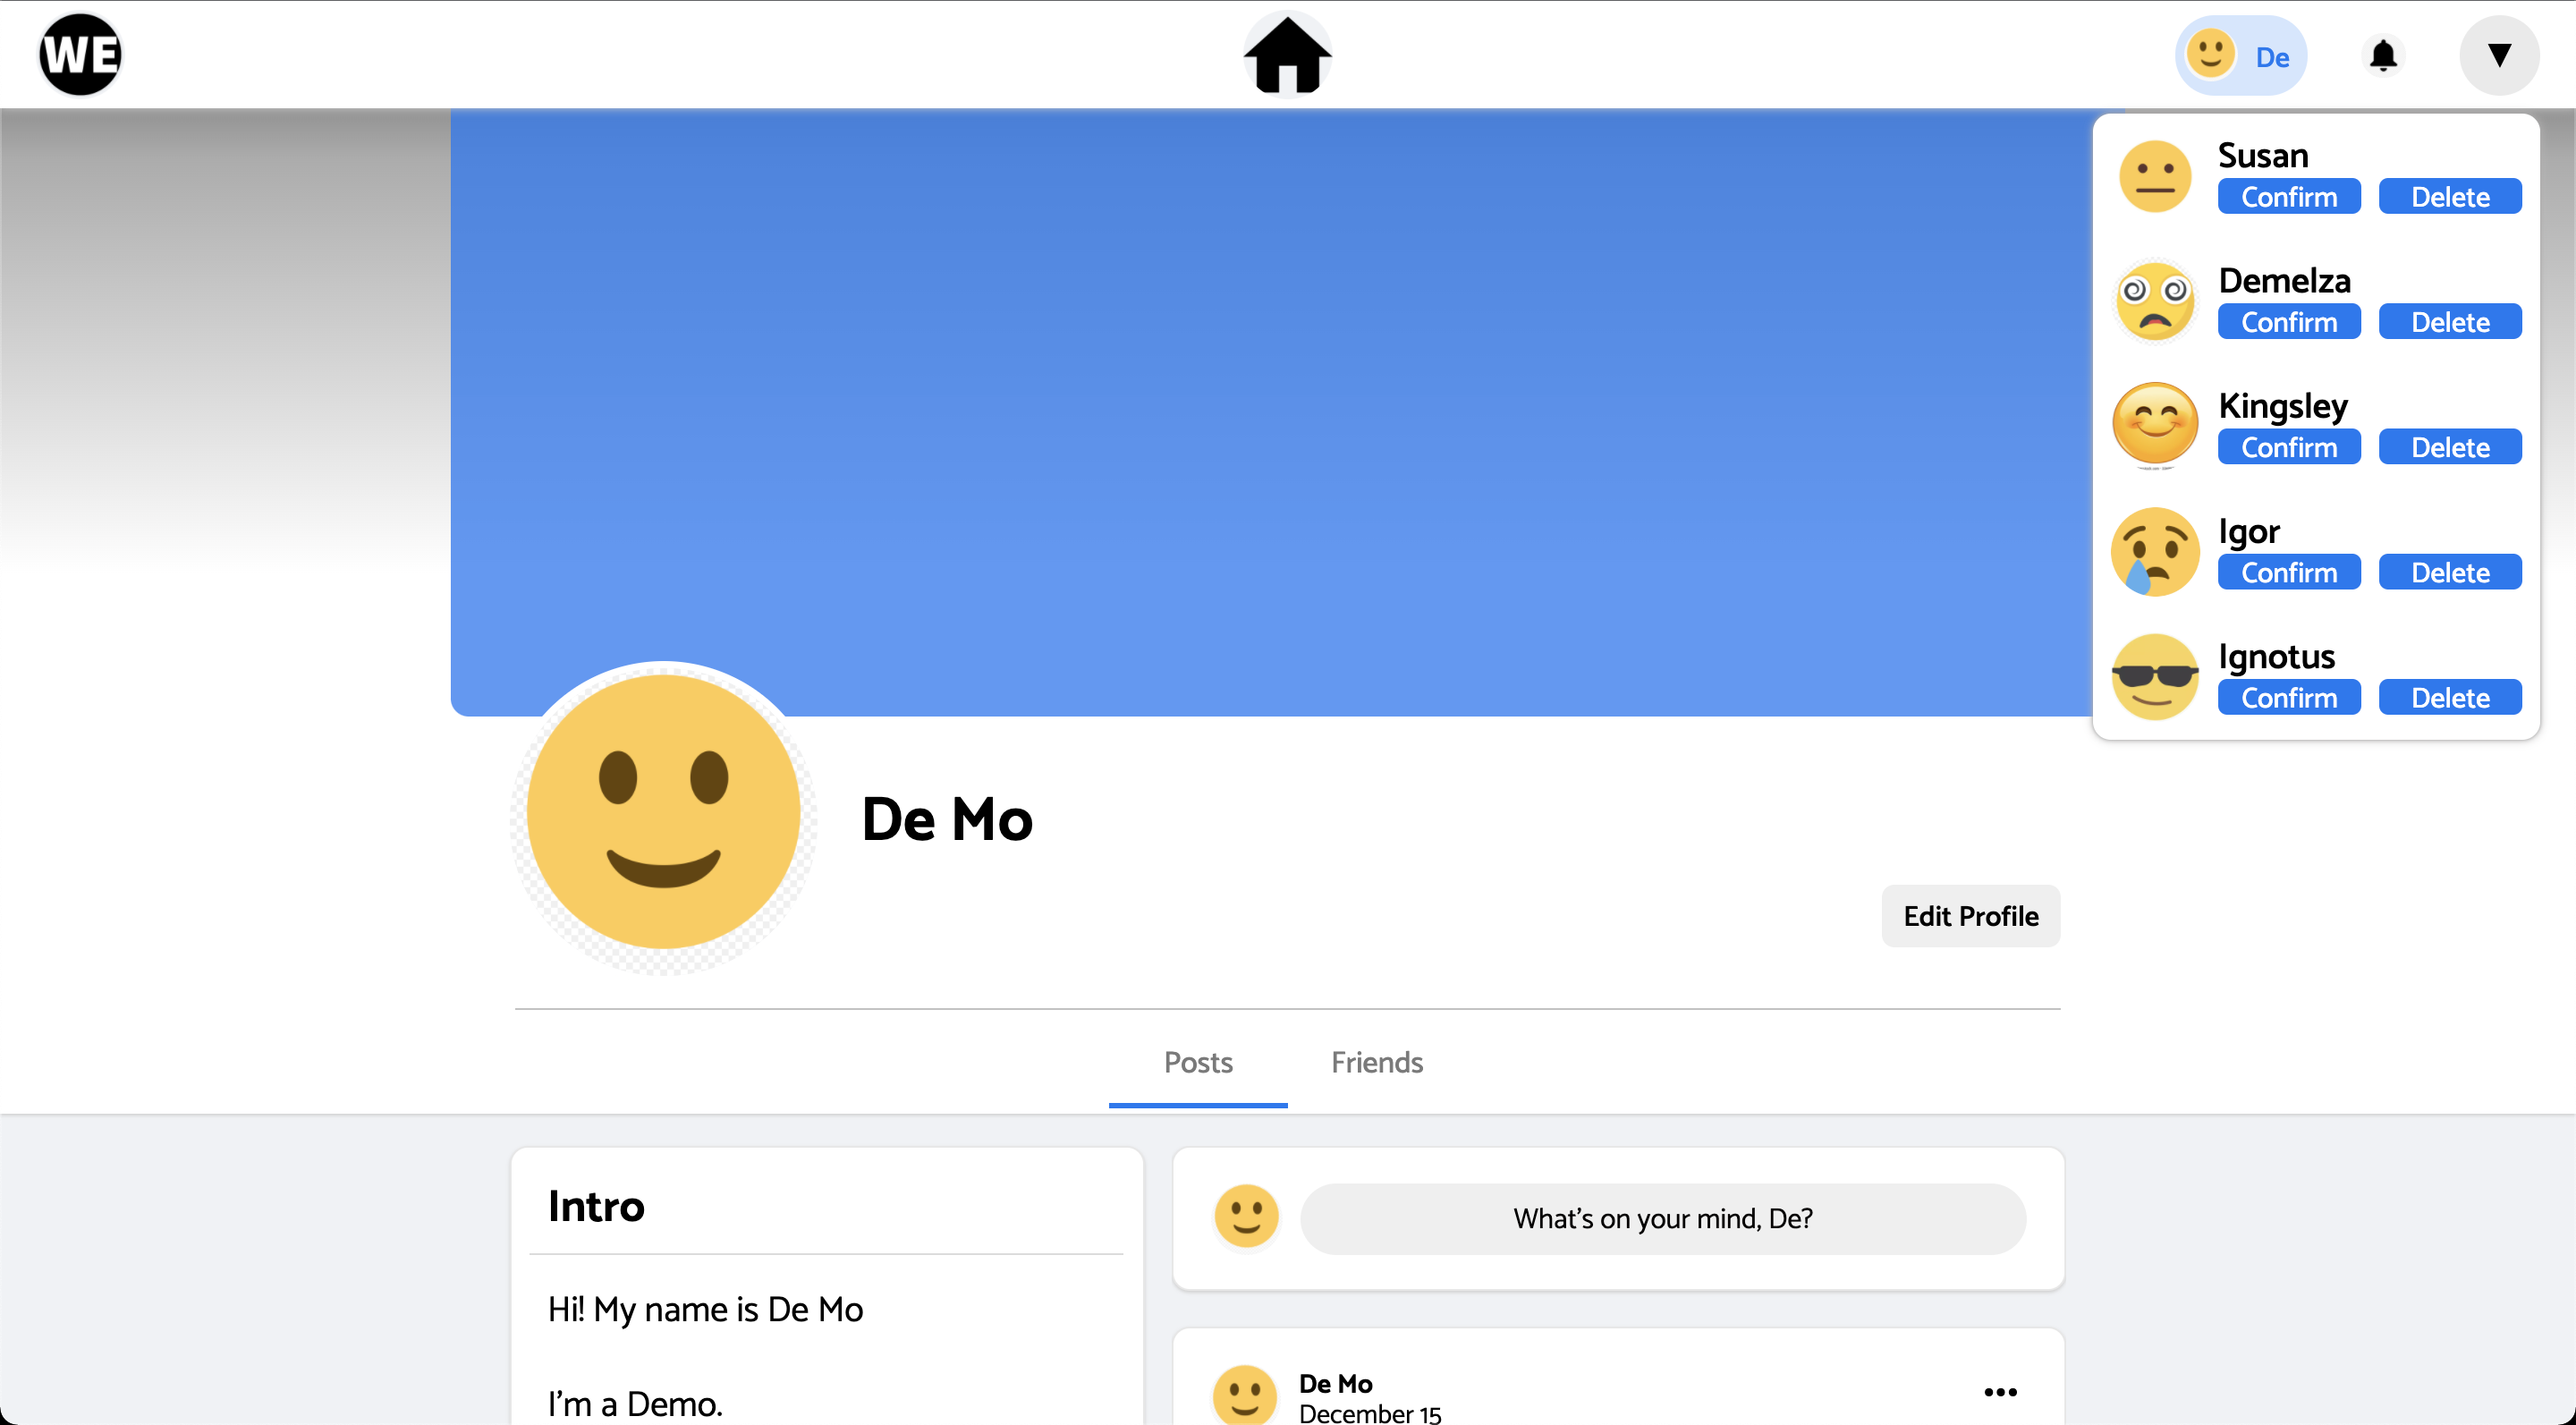 WE
De
▼
Susan
Confirm Delete
Demelza
Confirm Delete
Kingsley
Confirm Delete
Igor
Confirm Delete
Ignotus
Confirm Delete
De Mo
Edit Profile
Posts Friends
Intro
Hi! My name is De Mo
I'm a Demo.
What's on your mind, De?
De Mo
•••
December 15